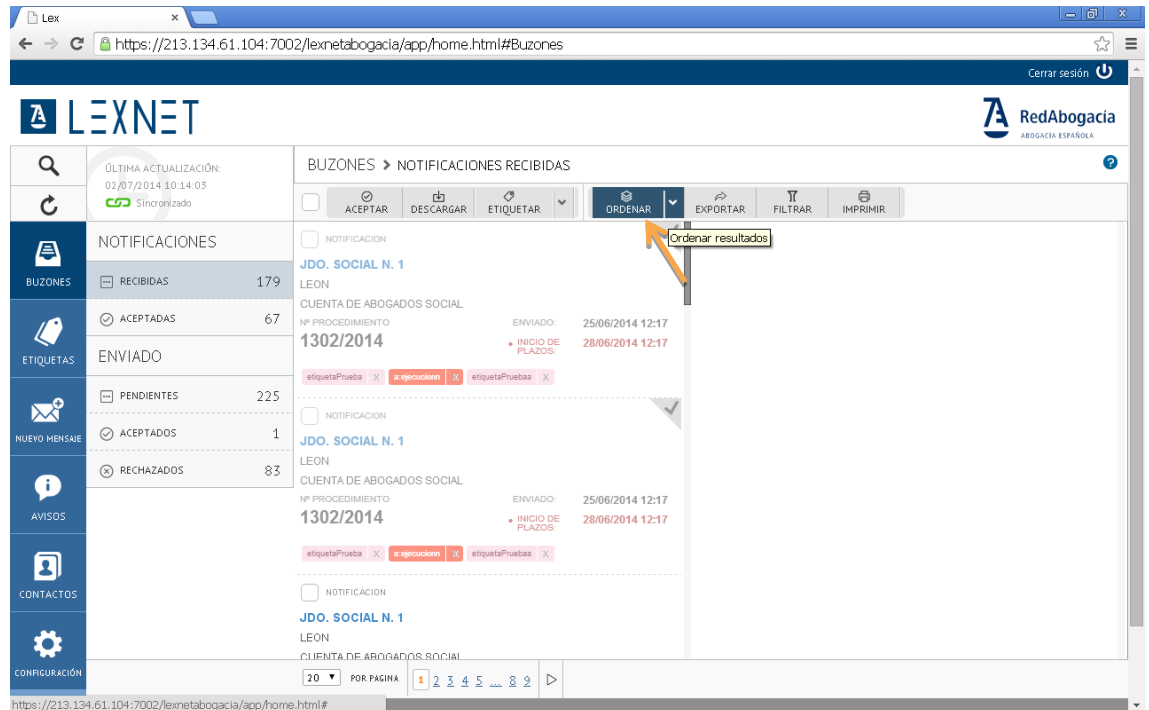 Lex
https://213.134.61.104:7002/lexnetabogacia/app/home.html#Buzones
Cerrar sesión
LEXNET
RedAbogacía
ABOGACÍA ESPAÑOLA
ÚLTIMA ACTUALIZACIÓN:
02/07/2014 10:14:03
Sincronizado
BUZONES > NOTIFICACIONES RECIBIDAS
ACEPTAR DESCARGAR ETIQUETAR ORDENAR EXPORTAR FILTRAR IMPRIMIR
Ordenar resultados
BUZONES
ETIQUETAS
NUEVO MENSAJE
AVISOS
CONTACTOS
CONFIGURACIÓN
NOTIFICACIONES
RECIBIDAS 179
ACEPTADAS 67
ENVIADO
PENDIENTES 225
ACEPTADOS 1
RECHAZADOS 83
NOTIFICACION
JDO. SOCIAL N. 1
LEON
CUENTA DE ABOGADOS SOCIAL
Nº PROCEDIMIENTO ENVIADO: 25/06/2014 12:17
1302/2014 • INICIO DE PLAZOS: 28/06/2014 12:17
etiquetaPrueba X a:ejecucionn X etiquetaPruebaa X
NOTIFICACION
JDO. SOCIAL N. 1
LEON
CUENTA DE ABOGADOS SOCIAL
Nº PROCEDIMIENTO ENVIADO: 25/06/2014 12:17
1302/2014 • INICIO DE PLAZOS: 28/06/2014 12:17
etiquetaPrueba X a:ejecucionn X etiquetaPruebaa X
NOTIFICACION
JDO. SOCIAL N. 1
LEON
CUENTA DE ABOGADOS SOCIAL
20 POR PAGINA 1 2 3 4 5 ... 8 9
https://213.134.61.104:7002/lexnetabogacia/app/home.html#